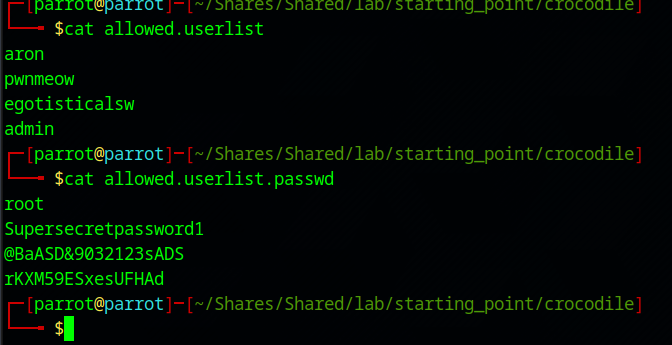 ┌─[parrot@parrot]─[~/Shares/Shared/lab/starting_point/crocodile]
└──╼ $cat allowed.userlist
aron
pwnmeow
egotisticalsw
admin
┌─[parrot@parrot]─[~/Shares/Shared/lab/starting_point/crocodile]
└──╼ $cat allowed.userlist.passwd
root
Supersecretpassword1
@BaASD&9032123sADS
rKXM59ESxesUFHAd
┌─[parrot@parrot]─[~/Shares/Shared/lab/starting_point/crocodile]
└──╼ $